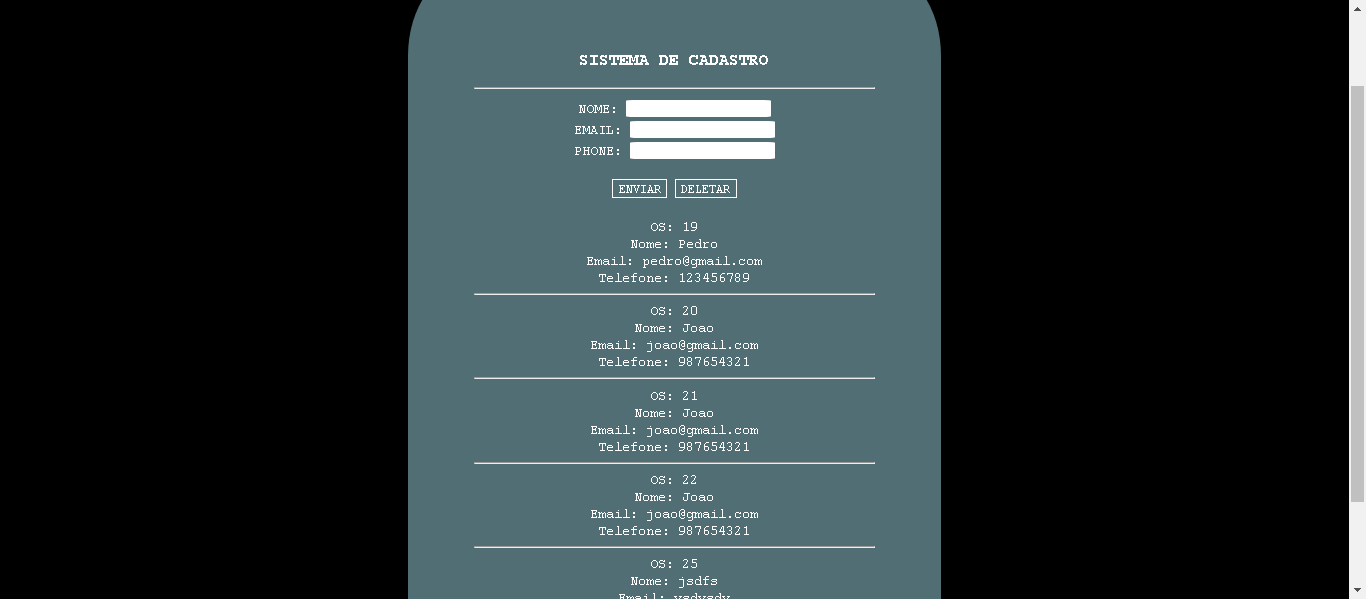 SISTEMA DE CADASTRO
NOME:
EMAIL:
PHONE:
ENVIAR DELETAR
OS: 19
Nome: Pedro
Email: pedro@gmail.com
Telefone: 123456789
OS: 20
Nome: Joao
Email: joao@gmail.com
Telefone: 987654321
OS: 21
Nome: Joao
Email: joao@gmail.com
Telefone: 987654321
OS: 22
Nome: Joao
Email: joao@gmail.com
Telefone: 987654321
OS: 25
Nome: jsdfs
Email: